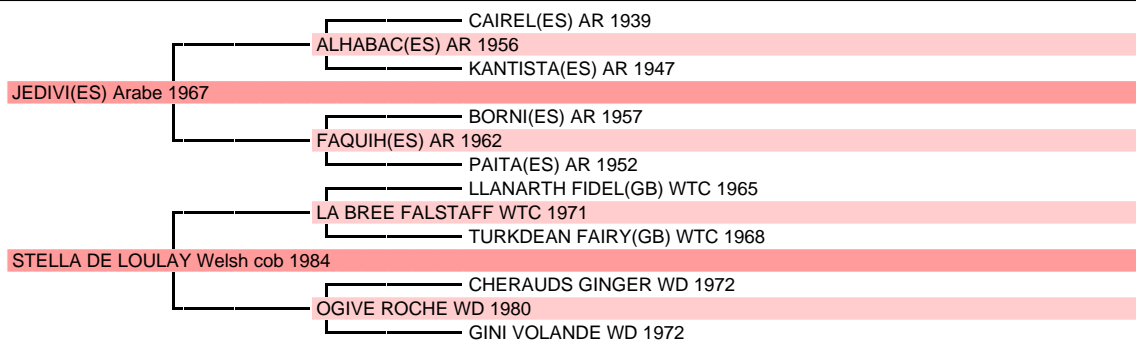 CAIREL(ES) AR 1939
ALHABAC(ES) AR 1956
KANTISTA(ES) AR 1947
JEDIVI(ES) Arabe 1967
BORNI(ES) AR 1957
FAQUIH(ES) AR 1962
PAITA(ES) AR 1952
LLANARTH FIDEL(GB) WTC 1965
LA BREE FALSTAFF WTC 1971
TURKDEAN FAIRY(GB) WTC 1968
STELLA DE LOULAY Welsh cob 1984
CHERAUDS GINGER WD 1972
OGIVE ROCHE WD 1980
GINI VOLANDE WD 1972